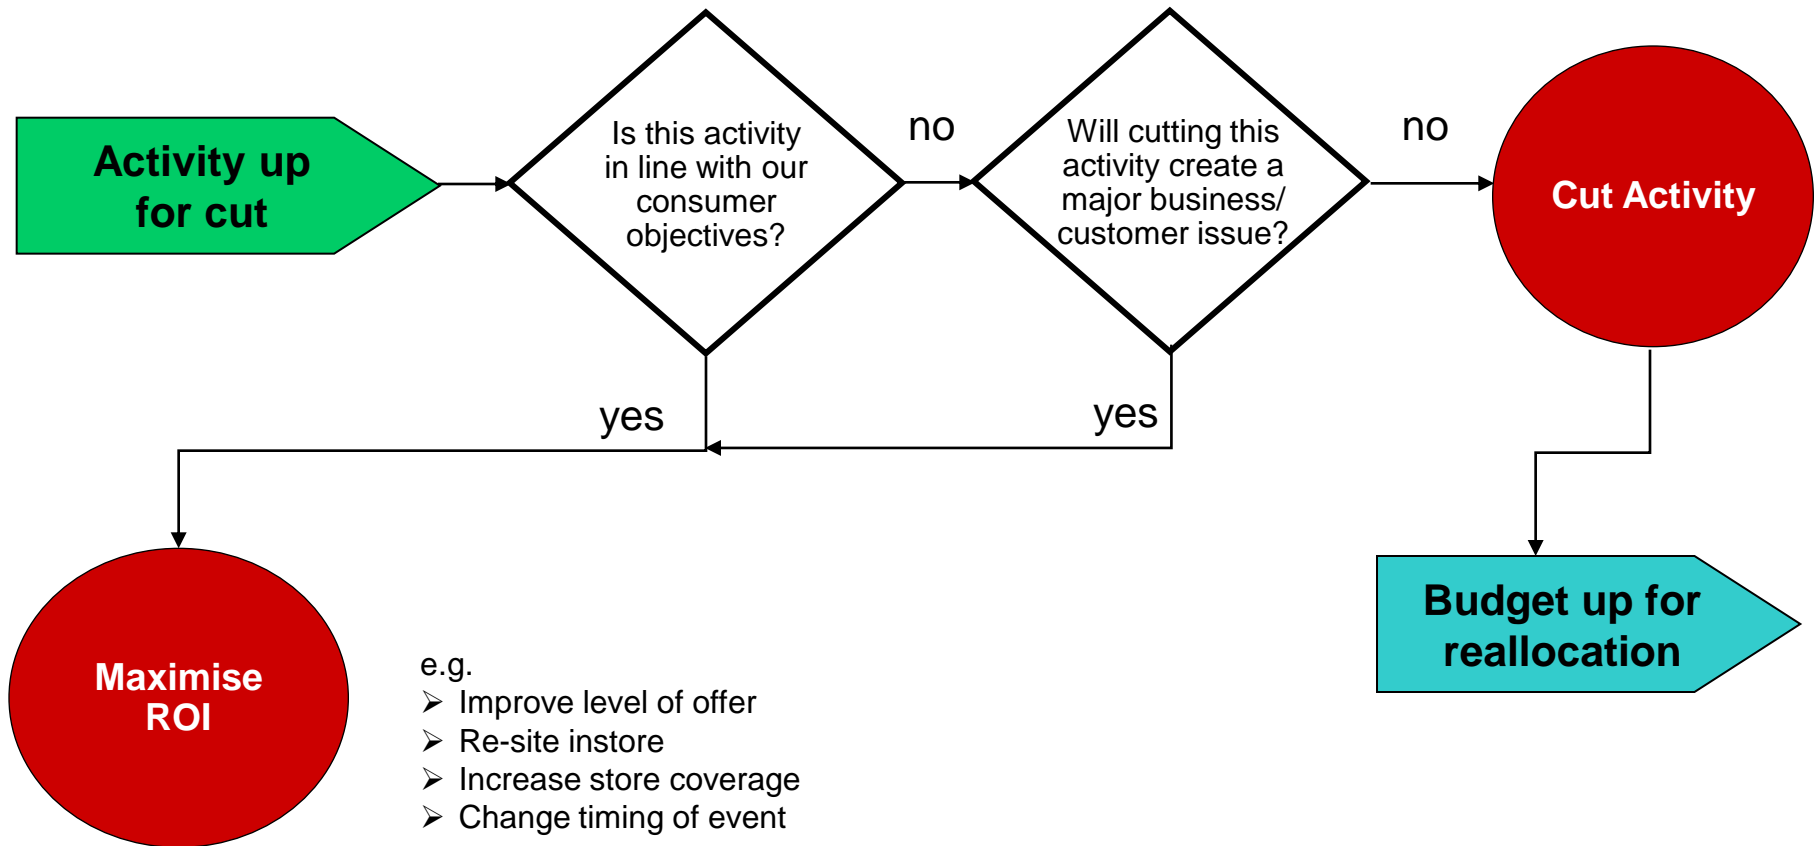 Activity up
for cut
Is this activity
in line with our
consumer
objectives?
no
Will cutting this
activity create a
major business/
customer issue?
no
Cut Activity
yes
yes
Maximise
ROI
e.g.
➢ Improve level of offer
➢ Re-site instore
➢ Increase store coverage
➢ Change timing of event
Budget up for
reallocation